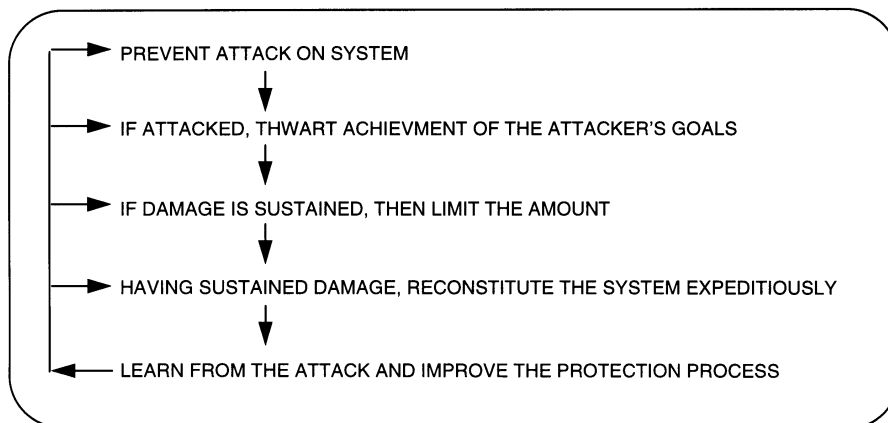 PREVENT ATTACK ON SYSTEM
IF ATTACKED, THWART ACHIEVMENT OF THE ATTACKER'S GOALS
IF DAMAGE IS SUSTAINED, THEN LIMIT THE AMOUNT
HAVING SUSTAINED DAMAGE, RECONSTITUTE THE SYSTEM EXPEDITIOUSLY
LEARN FROM THE ATTACK AND IMPROVE THE PROTECTION PROCESS